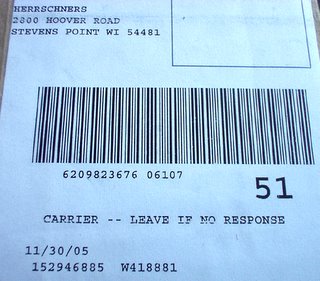 HERRSCHNERS
2800 HOOVER ROAD
STEVENS POINT WI 54481
6209823676 06107
51
CARRIER -- LEAVE IF NO RESPONSE
11/30/05
152946885 W418881